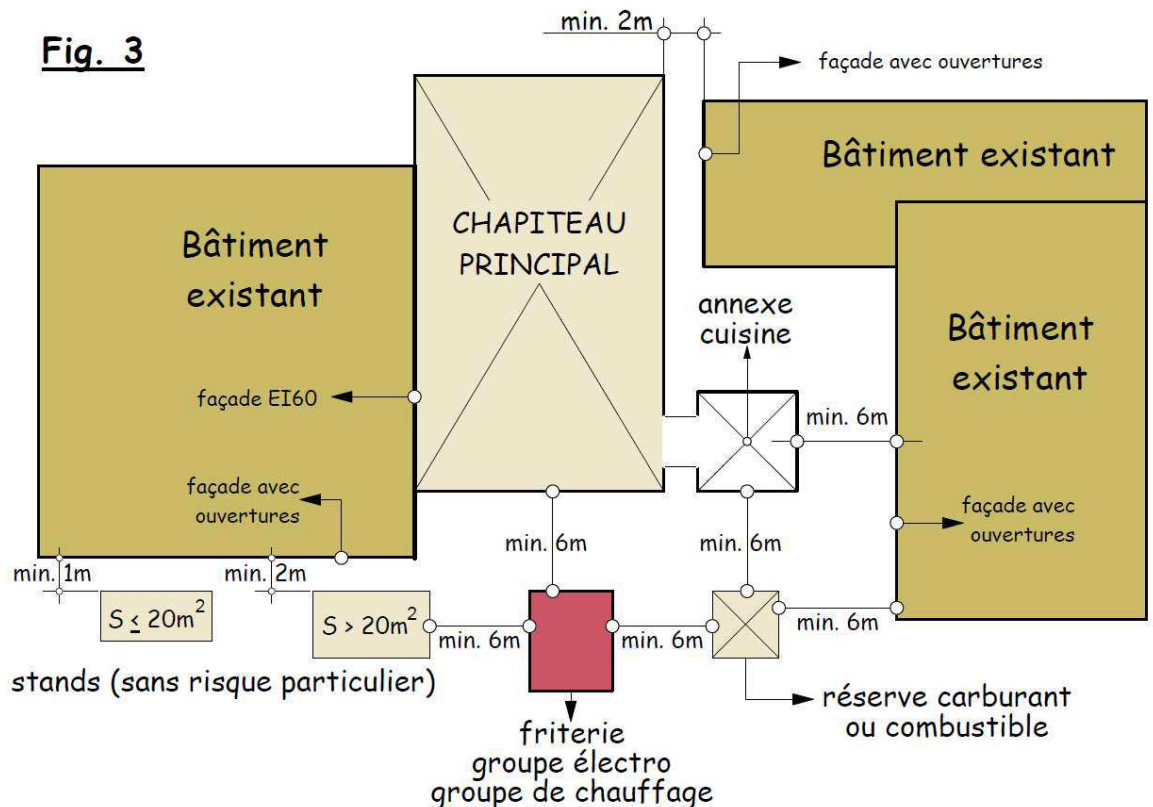 min. 2m
Fig. 3
façade avec ouvertures
Bâtiment existant
CHAPITEAU
PRINCIPAL
Bâtiment
existant
annexe
cuisine
Bâtiment
existant
façade EI60
min. 6m
façade avec
ouvertures
façade avec
ouvertures
min. 6m
min. 6m
min. 1m
min. 2m
S ≤ 20m²
S > 20m²
min. 6m
min. 6m
min. 6m
stands (sans risque particulier)
réserve carburant
ou combustible
friterie
groupe électro
groupe de chauffage